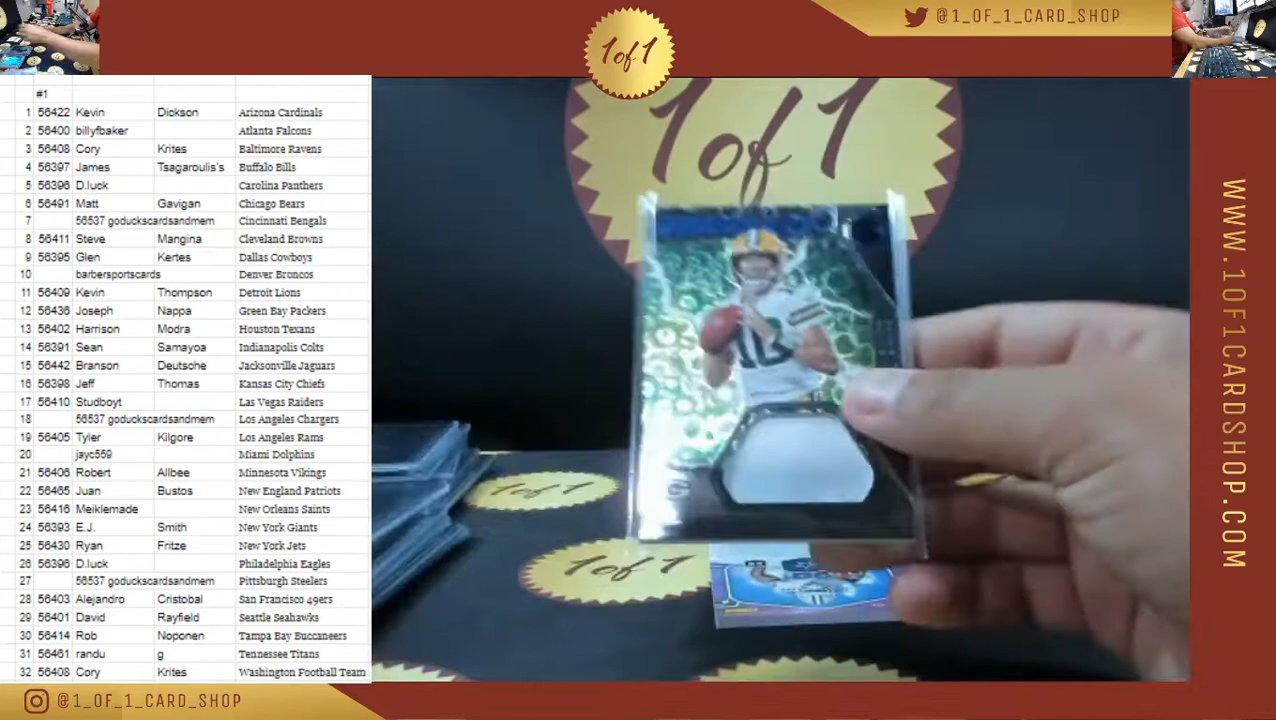 1of1
@1_OF_1_CARD_SHOP
#1
1 56422 Kevin Dickson Arizona Cardinals
2 56400 billyfbaker Atlanta Falcons
3 56408 Cory Krites Baltimore Ravens
4 56397 James Tsagaroulis's Buffalo Bills
5 56396 D.luck Carolina Panthers
6 56491 Matt Gavigan Chicago Bears
7 56537 goduckscardsandmem Cincinnati Bengals
8 56411 Steve Mangina Cleveland Browns
9 56395 Glen Kertes Dallas Cowboys
10 barbersportscards Denver Broncos
11 56409 Kevin Thompson Detroit Lions
12 56436 Joseph Nappa Green Bay Packers
13 56402 Harrison Modra Houston Texans
14 56391 Sean Samayoa Indianapolis Colts
15 56442 Branson Deutsche Jacksonville Jaguars
16 56398 Jeff Thomas Kansas City Chiefs
17 56410 Studboyt Las Vegas Raiders
18 56537 goduckscardsandmem Los Angeles Chargers
19 56405 Tyler Kilgore Los Angeles Rams
20 jayc559 Miami Dolphins
21 56406 Robert Allbee Minnesota Vikings
22 56465 Juan Bustos New England Patriots
23 56416 Meiklemade New Orleans Saints
24 56393 E.J. Smith New York Giants
25 56430 Ryan Fritze New York Jets
26 56396 D.luck Philadelphia Eagles
27 56537 goduckscardsandmem Pittsburgh Steelers
28 56403 Alejandro Cristobal San Francisco 49ers
29 56401 David Rayfield Seattle Seahawks
30 56414 Rob Noponen Tampa Bay Buccaneers
31 56461 randu g Tennessee Titans
32 56408 Cory Krites Washington Football Team
1of1
10
1of1
1of1
WWW.1OF1CARDSHOP.COM
@1_OF_1_CARD_SHOP